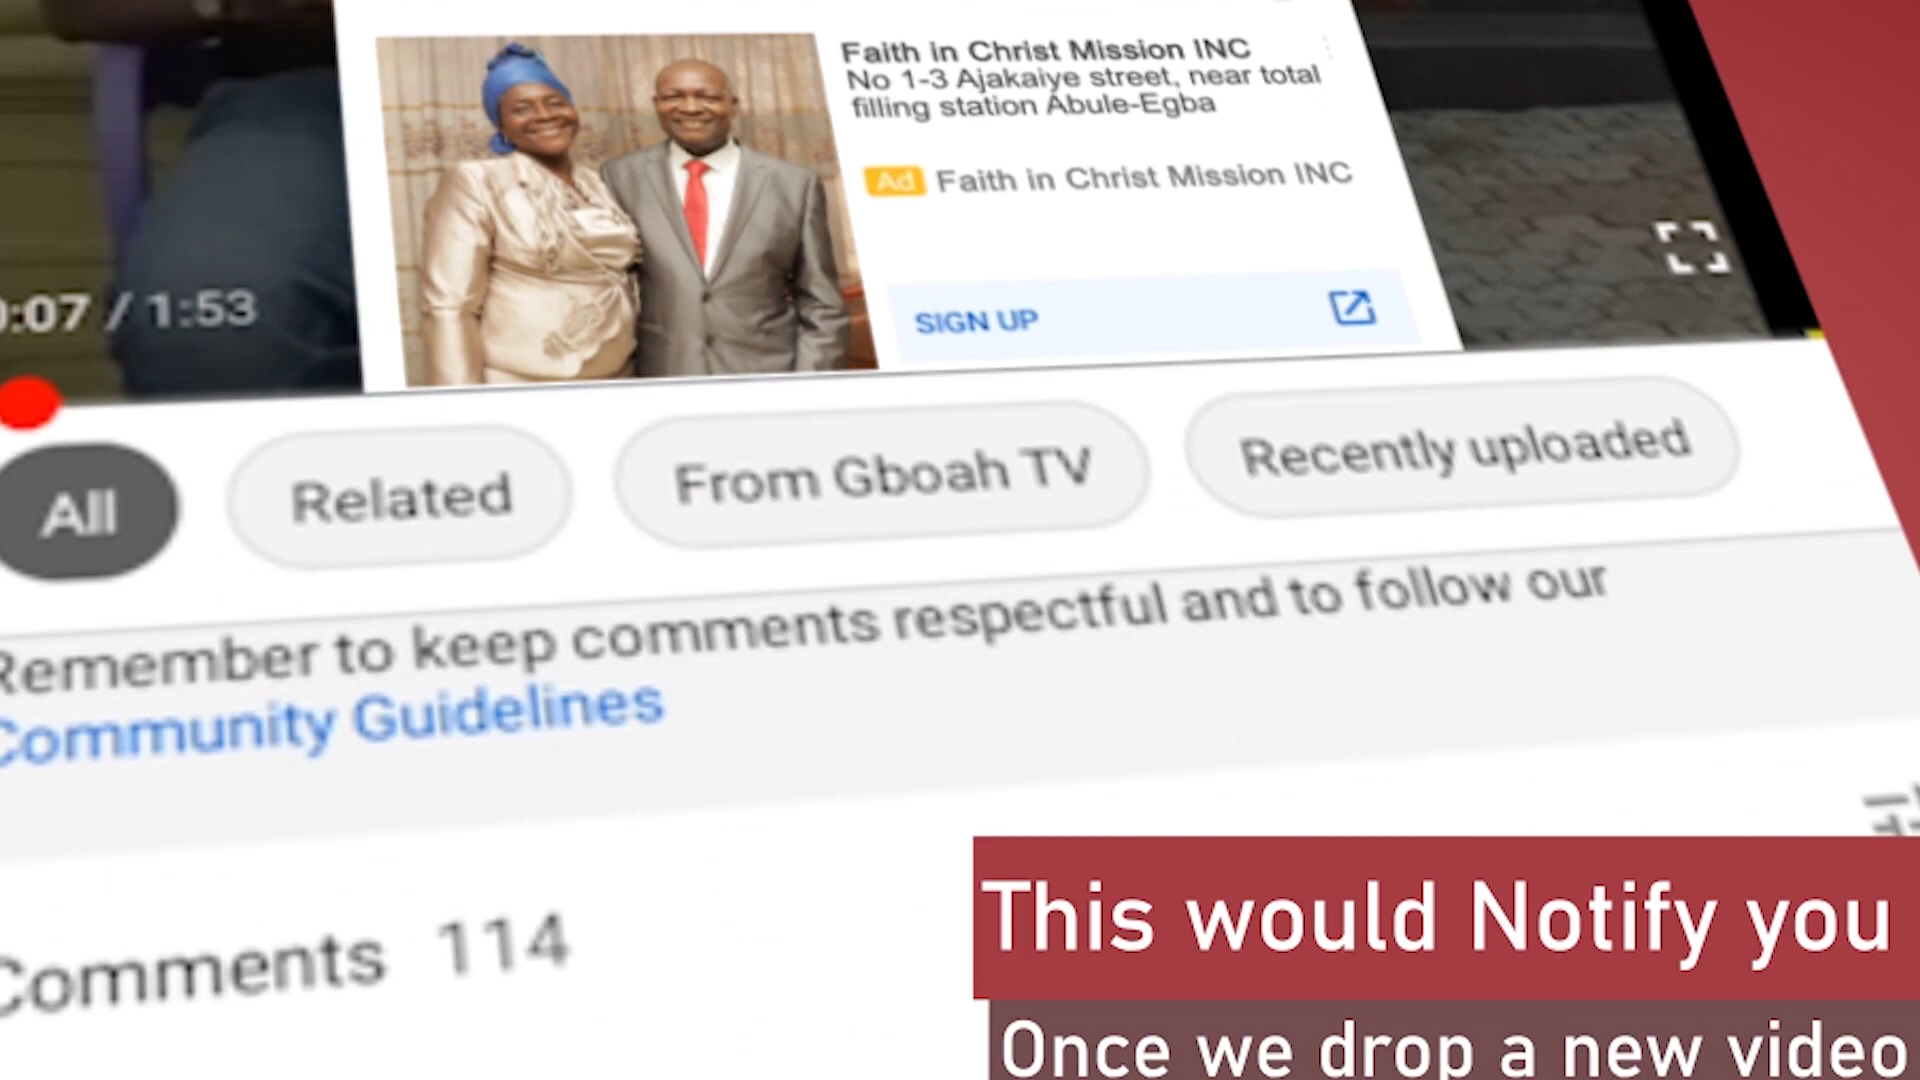 Faith in Christ Mission INC
No 1-3 Ajakaiye street, near total
filling station Abule-Egba
Ad Faith in Christ Mission INC
SIGN UP
0:07 / 1:53
All Related From Gboah TV Recently uploaded
Remember to keep comments respectful and to follow our
Community Guidelines
Comments 114
This would Notify you
Once we drop a new video